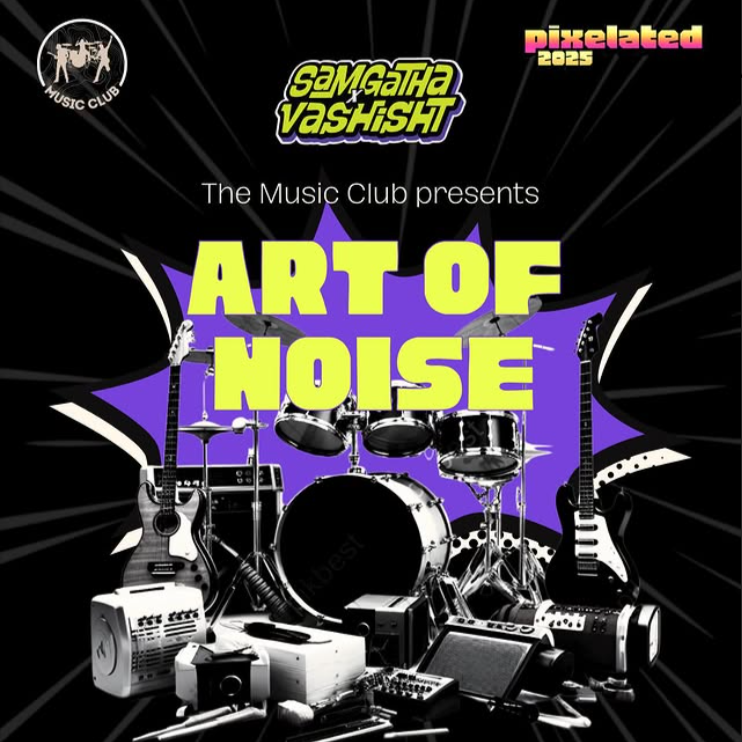 MUSIC CLUB
pixelated
2025
SAMGATHA
X
VASHISHT
The Music Club presents
ART OF
NOISE